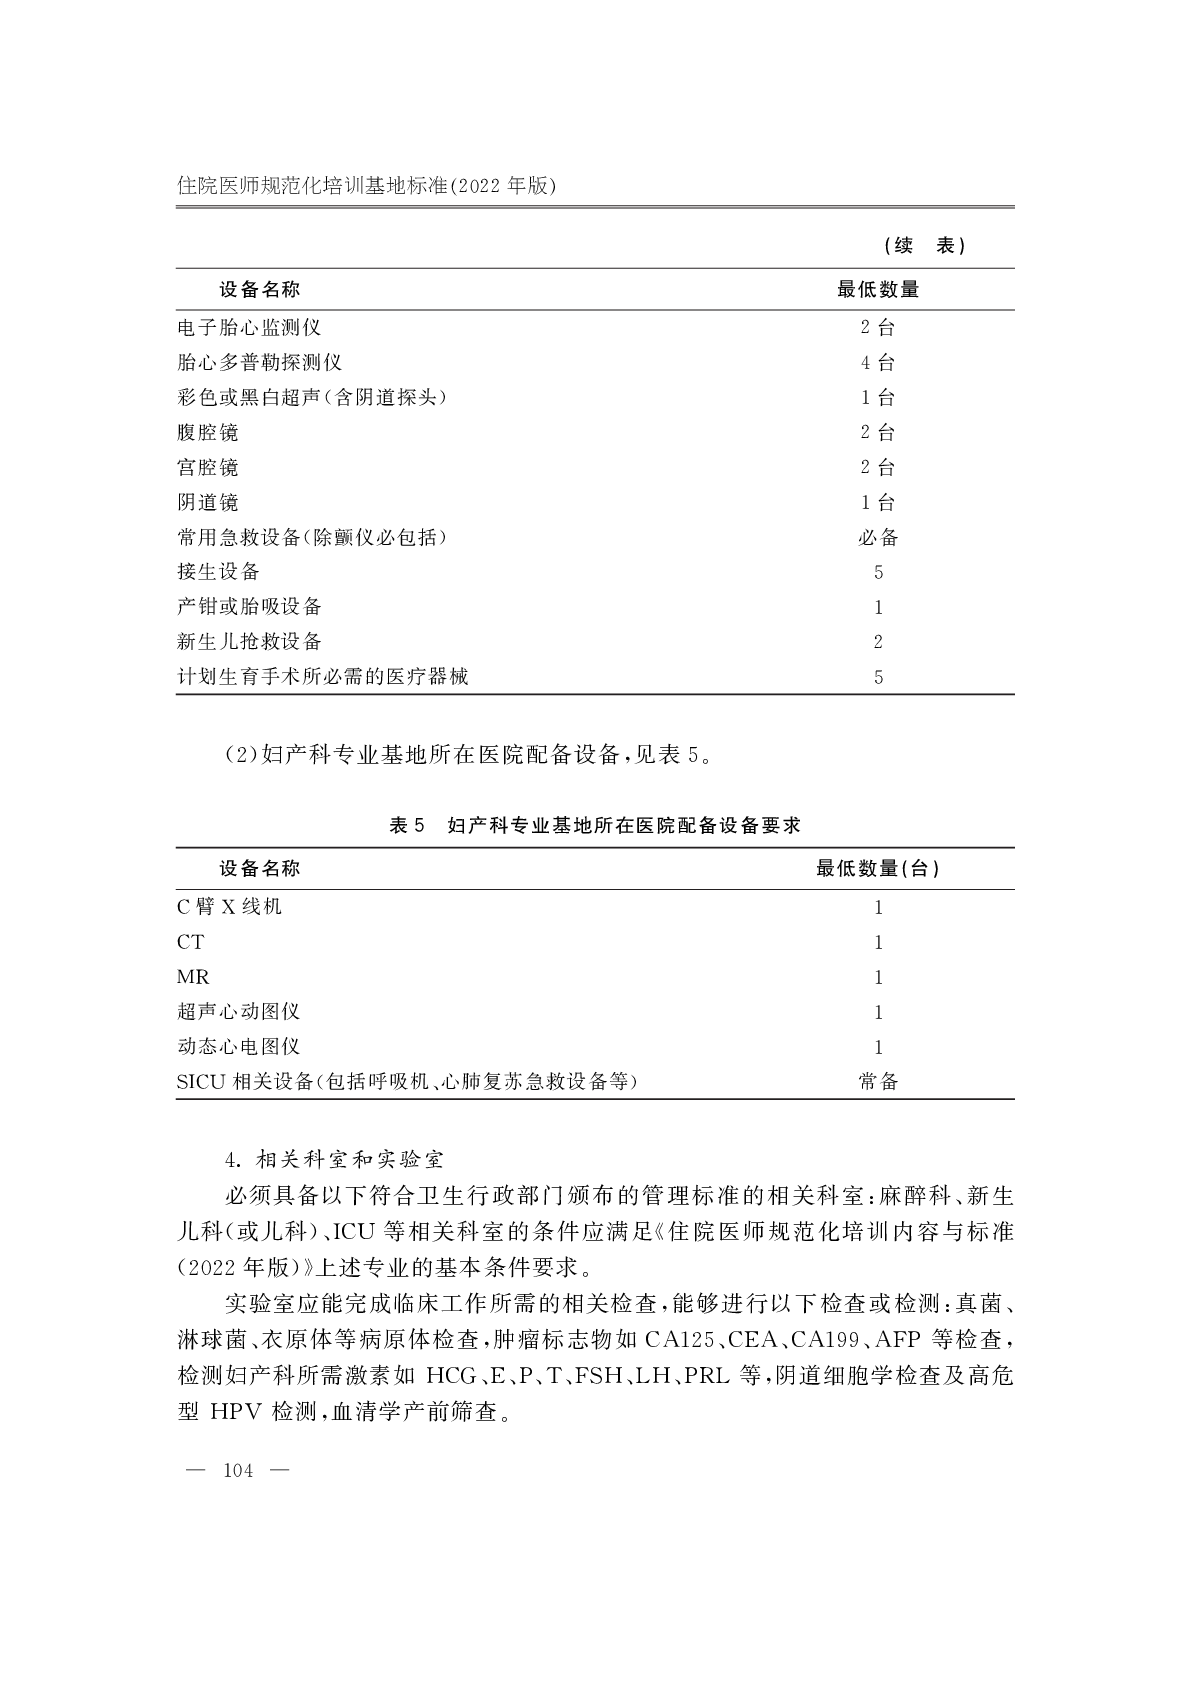 住院医师规范化培训基地标准(2022 年版)
(续　表)
设备名称　最低数量
电子胎心监测仪　2 台
胎心多普勒探测仪　4 台
彩色或黑白超声(含阴道探头)　1 台
腹腔镜　2 台
宫腔镜　2 台
阴道镜　1 台
常用急救设备(除颤仪必包括)　必备
接生设备　5
产钳或胎吸设备　1
新生儿抢救设备　2
计划生育手术所必需的医疗器械　5
(2)妇产科专业基地所在医院配备设备,见表 5。
表 5　妇产科专业基地所在医院配备设备要求
设备名称　最低数量(台)
C 臂 X 线机　1
CT　1
MR　1
超声心动图仪　1
动态心电图仪　1
SICU 相关设备(包括呼吸机、心肺复苏急救设备等)　常备
4. 相关科室和实验室
必须具备以下符合卫生行政部门颁布的管理标准的相关科室:麻醉科、新生
儿科(或儿科)、ICU 等相关科室的条件应满足《住院医师规范化培训内容与标准
(2022 年版)》上述专业的基本条件要求。
实验室应能完成临床工作所需的相关检查,能够进行以下检查或检测:真菌、
淋球菌、衣原体等病原体检查,肿瘤标志物如 CA125、CEA、CA199、AFP 等检查,
检测妇产科所需激素如 HCG、E、P、T、FSH、LH、PRL 等,阴道细胞学检查及高危
型 HPV 检测,血清学产前筛查。
— 104 —